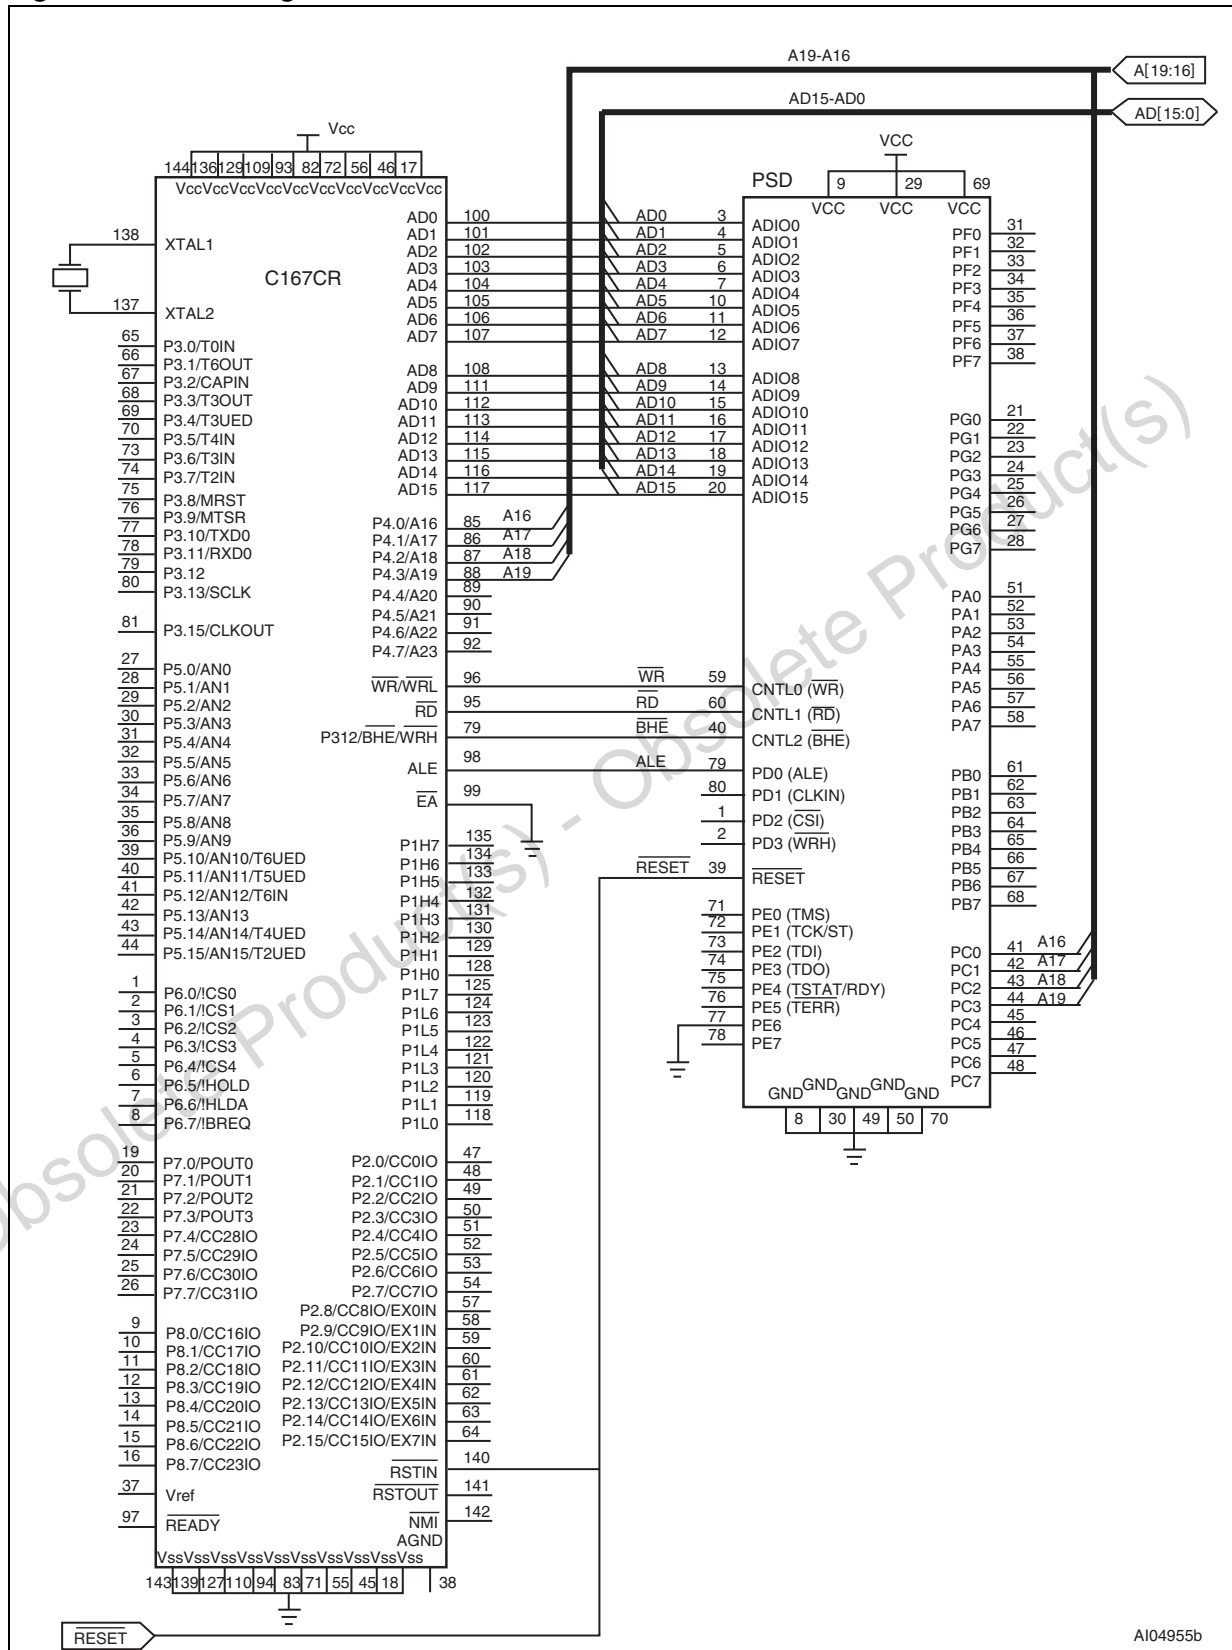 A19-A16
A[19:16]
AD15-AD0
AD[15:0]
Vcc
144 136 129 109 93 82 72 56 46 17
Vcc Vcc Vcc Vcc Vcc Vcc Vcc Vcc Vcc Vcc
C167CR
138 XTAL1
137 XTAL2
65 P3.0/T0IN
66 P3.1/T6OUT
67 P3.2/CAPIN
68 P3.3/T3OUT
69 P3.4/T3UED
70 P3.5/T4IN
73 P3.6/T3IN
74 P3.7/T2IN
75 P3.8/MRST
76 P3.9/MTSR
77 P3.10/TXD0
78 P3.11/RXD0
79 P3.12
80 P3.13/SCLK
81 P3.15/CLKOUT
27 P5.0/AN0
28 P5.1/AN1
29 P5.2/AN2
30 P5.3/AN3
31 P5.4/AN4
32 P5.5/AN5
33 P5.6/AN6
34 P5.7/AN7
35 P5.8/AN8
36 P5.9/AN9
39 P5.10/AN10/T6UED
40 P5.11/AN11/T5UED
41 P5.12/AN12/T6IN
42 P5.13/AN13
43 P5.14/AN14/T4UED
44 P5.15/AN15/T2UED
1 P6.0/!CS0
2 P6.1/!CS1
3 P6.2/!CS2
4 P6.3/!CS3
5 P6.4/!CS4
6 P6.5/!HOLD
7 P6.6/!HLDA
8 P6.7/!BREQ
19 P7.0/POUT0
20 P7.1/POUT1
21 P7.2/POUT2
22 P7.3/POUT3
23 P7.4/CC28IO
24 P7.5/CC29IO
25 P7.6/CC30IO
26 P7.7/CC31IO
9 P8.0/CC16IO
10 P8.1/CC17IO
11 P8.2/CC18IO
12 P8.3/CC19IO
13 P8.4/CC20IO
14 P8.5/CC21IO
15 P8.6/CC22IO
16 P8.7/CC23IO
37 Vref
97 READY
AD0 100 AD0 3 ADIO0
AD1 101 AD1 4 ADIO1
AD2 102 AD2 5 ADIO2
AD3 103 AD3 6 ADIO3
AD4 104 AD4 7 ADIO4
AD5 105 AD5 10 ADIO5
AD6 106 AD6 11 ADIO6
AD7 107 AD7 12 ADIO7
AD8 108 AD8 13 ADIO8
AD9 111 AD9 14 ADIO9
AD10 112 AD10 15 ADIO10
AD11 113 AD11 16 ADIO11
AD12 114 AD12 17 ADIO12
AD13 115 AD13 18 ADIO13
AD14 116 AD14 19 ADIO14
AD15 117 AD15 20 ADIO15
P4.0/A16 85 A16
P4.1/A17 86 A17
P4.2/A18 87 A18
P4.3/A19 88 A19
P4.4/A20 89
P4.5/A21 90
P4.6/A22 91
P4.7/A23 92
WR/WRL 96 WR 59 CNTL0 (WR)
RD 95 RD 60 CNTL1 (RD)
P312/BHE/WRH 79 BHE 40 CNTL2 (BHE)
ALE 98 ALE 79 PD0 (ALE)
EA 99
80 PD1 (CLKIN)
1 PD2 (CSI)
2 PD3 (WRH)
RESET 39 RESET
P1H7 135
P1H6 134
P1H5 133
P1H4 132
P1H3 131
P1H2 130
P1H1 129
P1H0 128
P1L7 125
P1L6 124
P1L5 123
P1L4 122
P1L3 121
P1L2 120
P1L1 119
P1L0 118
P2.0/CC0IO 47
P2.1/CC1IO 48
P2.2/CC2IO 49
P2.3/CC3IO 50
P2.4/CC4IO 51
P2.5/CC5IO 52
P2.6/CC6IO 53
P2.7/CC7IO 54
P2.8/CC8IO/EX0IN 57
P2.9/CC9IO/EX1IN 58
P2.10/CC10IO/EX2IN 59
P2.11/CC11IO/EX3IN 60
P2.12/CC12IO/EX4IN 61
P2.13/CC13IO/EX5IN 62
P2.14/CC14IO/EX6IN 63
P2.15/CC15IO/EX7IN 64
RSTIN 140
RSTOUT 141
NMI 142
AGND
Vss Vss Vss Vss Vss Vss Vss Vss Vss Vss
143 139 127 110 94 83 71 55 45 18 38
RESET
VCC
PSD
9 29 69
VCC VCC VCC
71 PE0 (TMS)
72 PE1 (TCK/ST)
73 PE2 (TDI)
74 PE3 (TDO)
75 PE4 (TSTAT/RDY)
76 PE5 (TERR)
77 PE6
78 PE7
PF0 31
PF1 32
PF2 33
PF3 34
PF4 35
PF5 36
PF6 37
PF7 38
PG0 21
PG1 22
PG2 23
PG3 24
PG4 25
PG5 26
PG6 27
PG7 28
PA0 51
PA1 52
PA2 53
PA3 54
PA4 55
PA5 56
PA6 57
PA7 58
PB0 61
PB1 62
PB2 63
PB3 64
PB4 65
PB5 66
PB6 67
PB7 68
PC0 41 A16
PC1 42 A17
PC2 43 A18
PC3 44 A19
PC4 45
PC5 46
PC6 47
PC7 48
GND GND GND GND GND
8 30 49 50 70
AI04955b
Obsolete Product(s) - Obsolete Product(s)